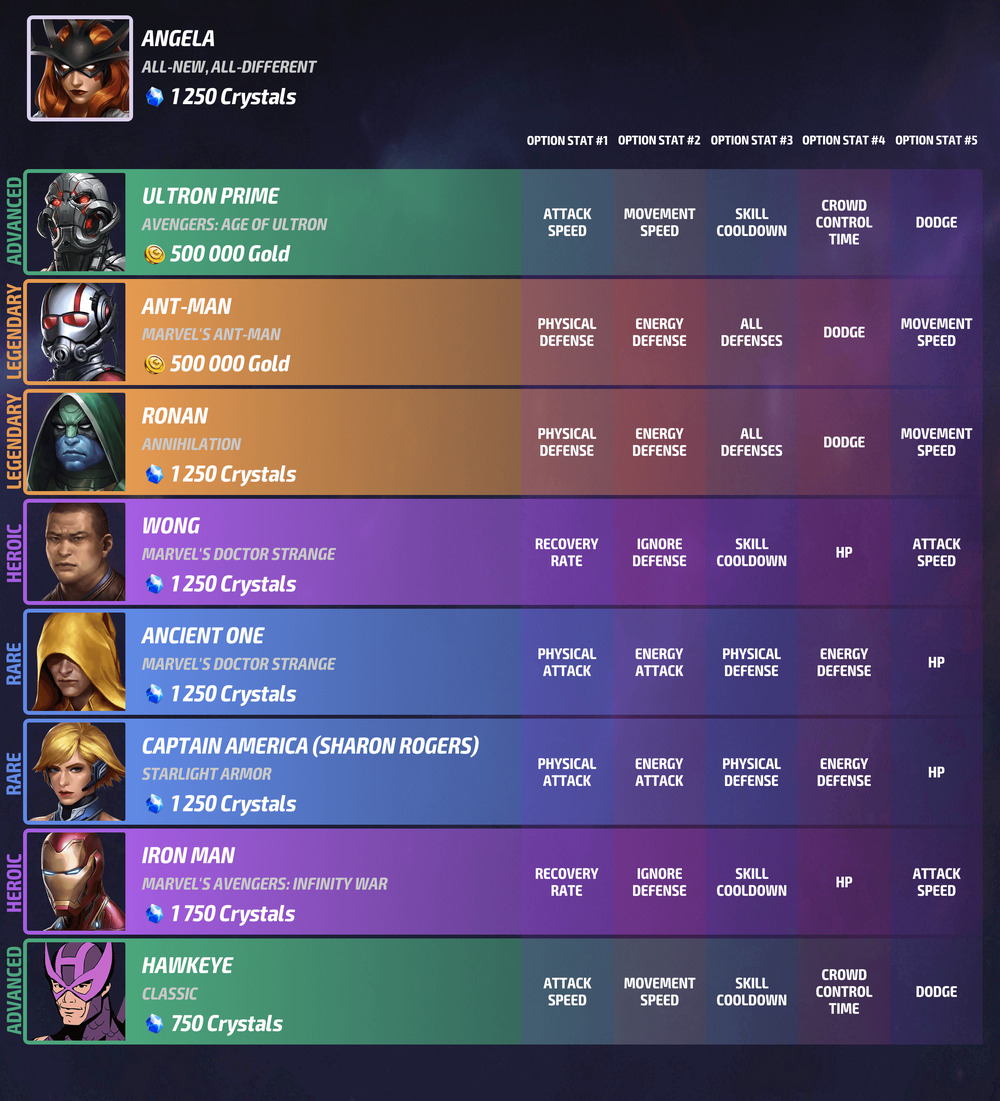 ANGELA
ALL-NEW, ALL-DIFFERENT
1 250 Crystals
OPTION STAT #1 OPTION STAT #2 OPTION STAT #3 OPTION STAT #4 OPTION STAT #5
ADVANCED
ULTRON PRIME
AVENGERS: AGE OF ULTRON
500 000 Gold
ATTACK
SPEED
MOVEMENT
SPEED
SKILL
COOLDOWN
CROWD
CONTROL
TIME
DODGE
LEGENDARY
ANT-MAN
MARVEL'S ANT-MAN
500 000 Gold
PHYSICAL
DEFENSE
ENERGY
DEFENSE
ALL
DEFENSES
DODGE
MOVEMENT
SPEED
LEGENDARY
RONAN
ANNIHILATION
1 250 Crystals
PHYSICAL
DEFENSE
ENERGY
DEFENSE
ALL
DEFENSES
DODGE
MOVEMENT
SPEED
HEROIC
WONG
MARVEL'S DOCTOR STRANGE
1 250 Crystals
RECOVERY
RATE
IGNORE
DEFENSE
SKILL
COOLDOWN
HP
ATTACK
SPEED
RARE
ANCIENT ONE
MARVEL'S DOCTOR STRANGE
1 250 Crystals
PHYSICAL
ATTACK
ENERGY
ATTACK
PHYSICAL
DEFENSE
ENERGY
DEFENSE
HP
RARE
CAPTAIN AMERICA (SHARON ROGERS)
STARLIGHT ARMOR
1 250 Crystals
PHYSICAL
ATTACK
ENERGY
ATTACK
PHYSICAL
DEFENSE
ENERGY
DEFENSE
HP
HEROIC
IRON MAN
MARVEL'S AVENGERS: INFINITY WAR
1 750 Crystals
RECOVERY
RATE
IGNORE
DEFENSE
SKILL
COOLDOWN
HP
ATTACK
SPEED
ADVANCED
HAWKEYE
CLASSIC
750 Crystals
ATTACK
SPEED
MOVEMENT
SPEED
SKILL
COOLDOWN
CROWD
CONTROL
TIME
DODGE